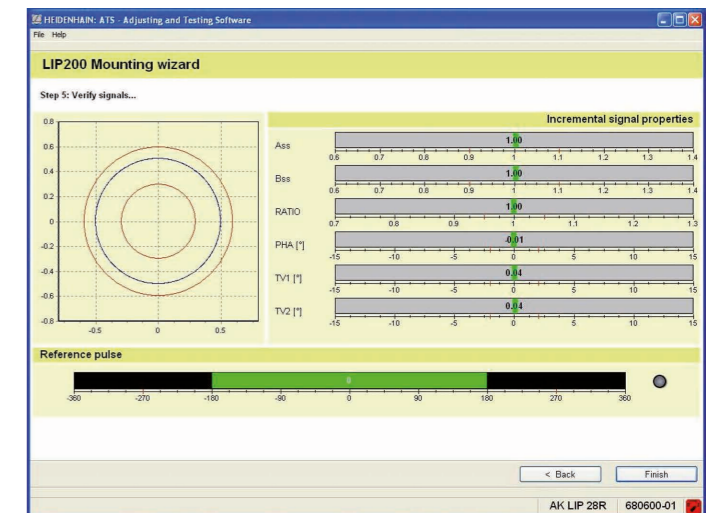 HEIDENHAIN: ATS - Adjusting and Testing Software
File Help
LIP200 Mounting wizard
Step 5: Verify signals...
0.8
0.6
0.4
0.2
0
-0.2
-0.4
-0.6
-0.8
-0.5 0 0.5
Incremental signal properties
Ass 1.00
0.6 0.7 0.8 0.9 1 1.1 1.2 1.3 1.4
Bss 1.00
0.6 0.7 0.8 0.9 1 1.1 1.2 1.3 1.4
RATIO 1.00
0.7 0.8 0.9 1 1.1 1.2 1.3
PHA [°] -0.01
-15 -10 -5 0 5 10 15
TV1 [°] 0.04
-15 -10 -5 0 5 10 15
TV2 [°] 0.04
-15 -10 -5 0 5 10 15
Reference pulse
0
-360 -270 -180 -90 0 90 180 270 360
< Back Finish
AK LIP 28R 680600-01